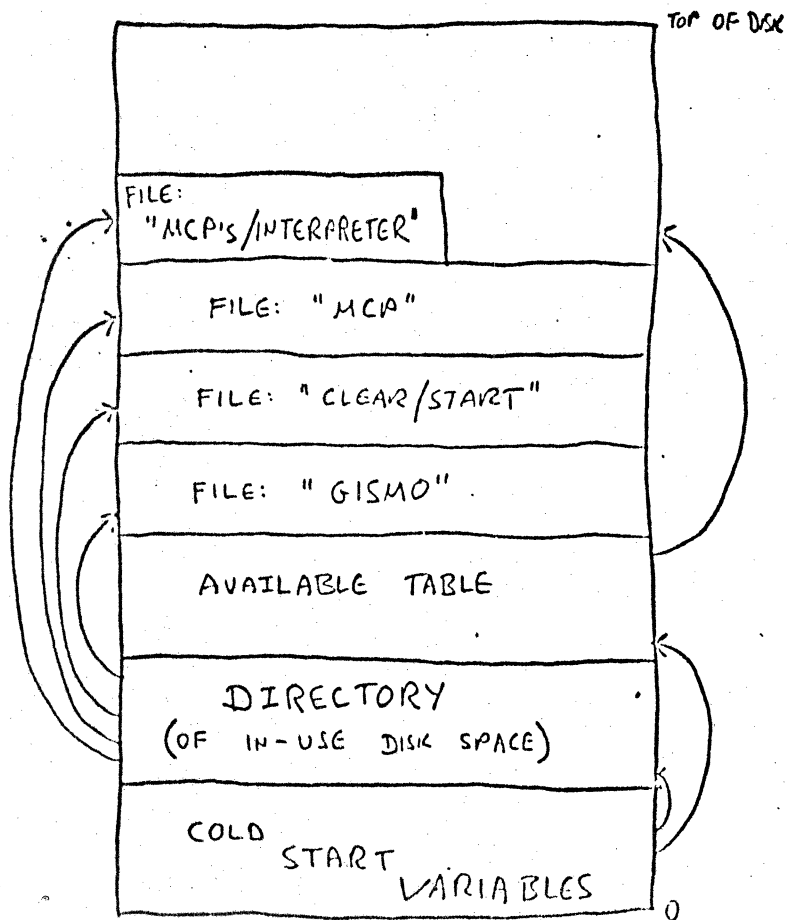 TOP OF DISK
FILE:
"MCP'S/INTERPRETER"
FILE: "MCP"
FILE: "CLEAR/START"
FILE: "GISMO"
AVAILABLE TABLE
DIRECTORY
(OF IN-USE DISK SPACE)
COLD
START
VARIABLES
0